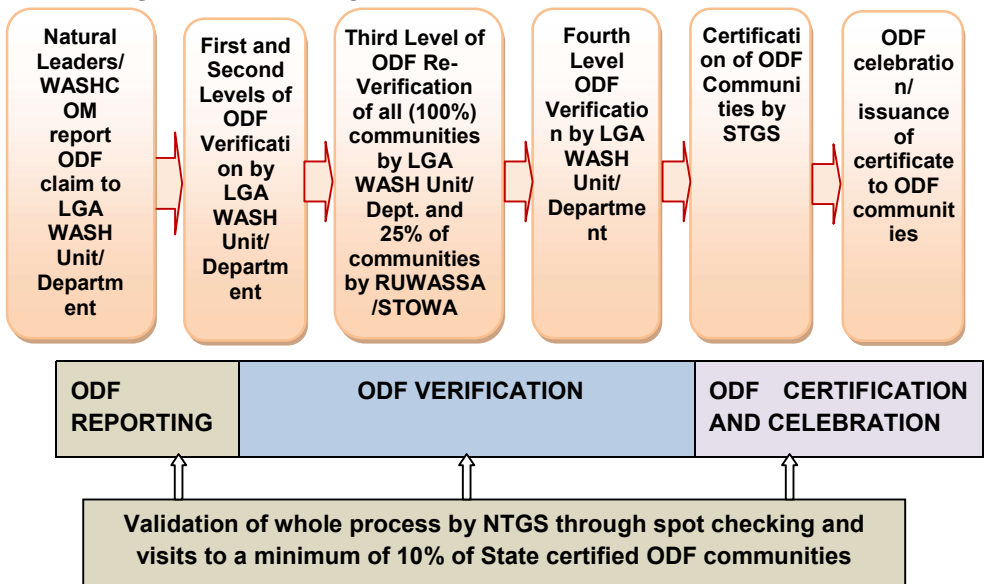 Natural
Leaders/
WASHC
OM
report
ODF
claim to
LGA
WASH
Unit/
Departm
ent
First and
Second
Levels of
ODF
Verificati
on by
LGA
WASH
Unit/
Departm
ent
Third Level of
ODF Re-
Verification
of all (100%)
communities
by LGA
WASH Unit/
Dept. and
25% of
communities
by RUWASSA
/STOWA
Fourth
Level
ODF
Verificatio
n by LGA
WASH
Unit/
Departme
nt
Certificati
on of ODF
Communi
ties by
STGS
ODF
celebratio
n/
issuance
of
certificate
to ODF
communit
ies
ODF
REPORTING
ODF VERIFICATION
ODF CERTIFICATION
AND CELEBRATION
Validation of whole process by NTGS through spot checking and
visits to a minimum of 10% of State certified ODF communities